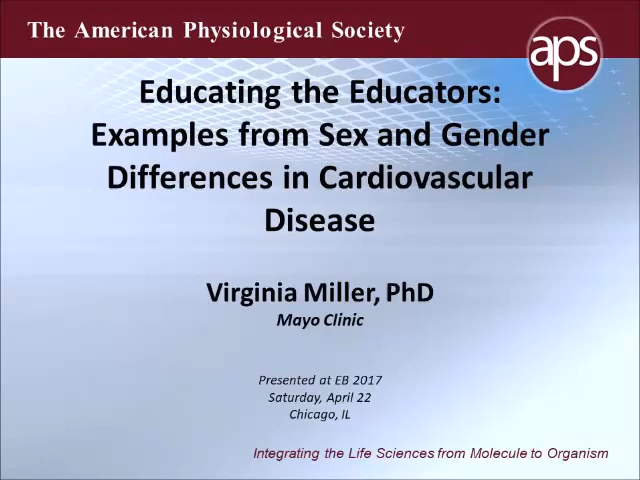 The American Physiological Society
aps
Educating the Educators:
Examples from Sex and Gender
Differences in Cardiovascular
Disease
Virginia Miller, PhD
Mayo Clinic
Presented at EB 2017
Saturday, April 22
Chicago, IL
Integrating the Life Sciences from Molecule to Organism